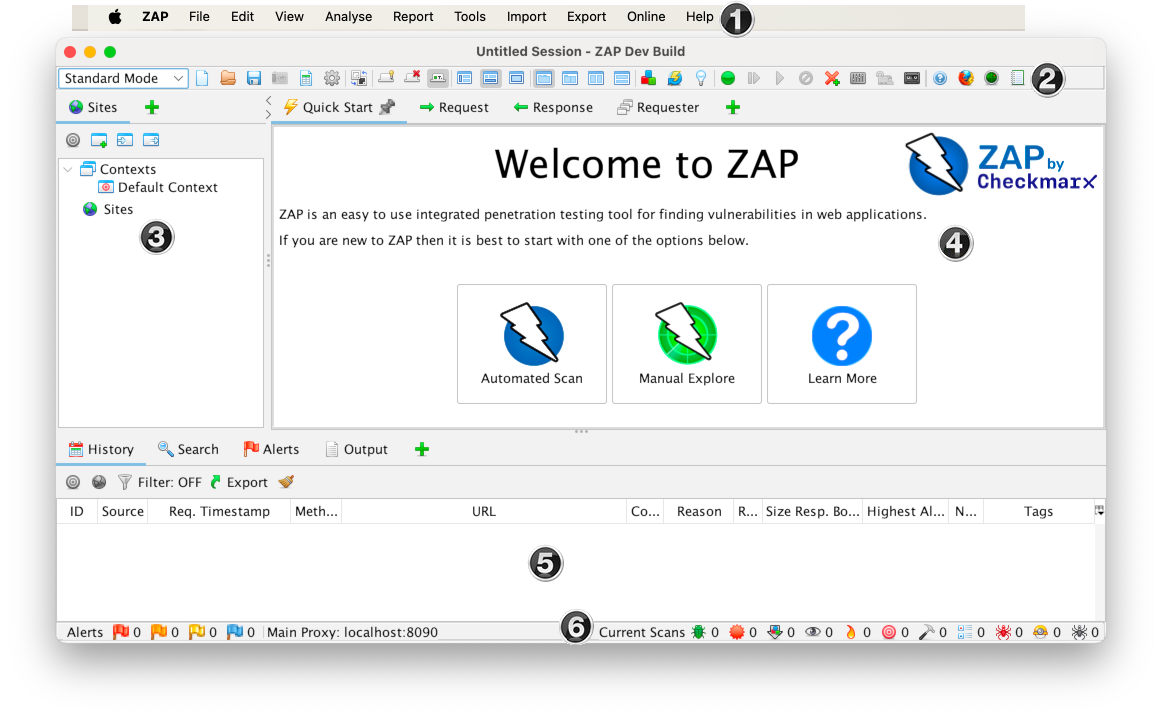 ZAP File Edit View Analyse Report Tools Import Export Online Help 1
Untitled Session - ZAP Dev Build
Standard Mode 2
Sites Quick Start Request Response Requester
Contexts
Default Context
Sites
3
Welcome to ZAP
ZAP by
Checkmarx
ZAP is an easy to use integrated penetration testing tool for finding vulnerabilities in web applications.
If you are new to ZAP then it is best to start with one of the options below.
4
Automated Scan Manual Explore Learn More
History Search Alerts Output
Filter: OFF Export
ID Source Req. Timestamp Meth... URL Co... Reason R... Size Resp. Bo... Highest Al... N... Tags
5
Alerts 0 0 0 0 Main Proxy: localhost:8090 6 Current Scans 0 0 0 0 0 0 0 0 0 0 0